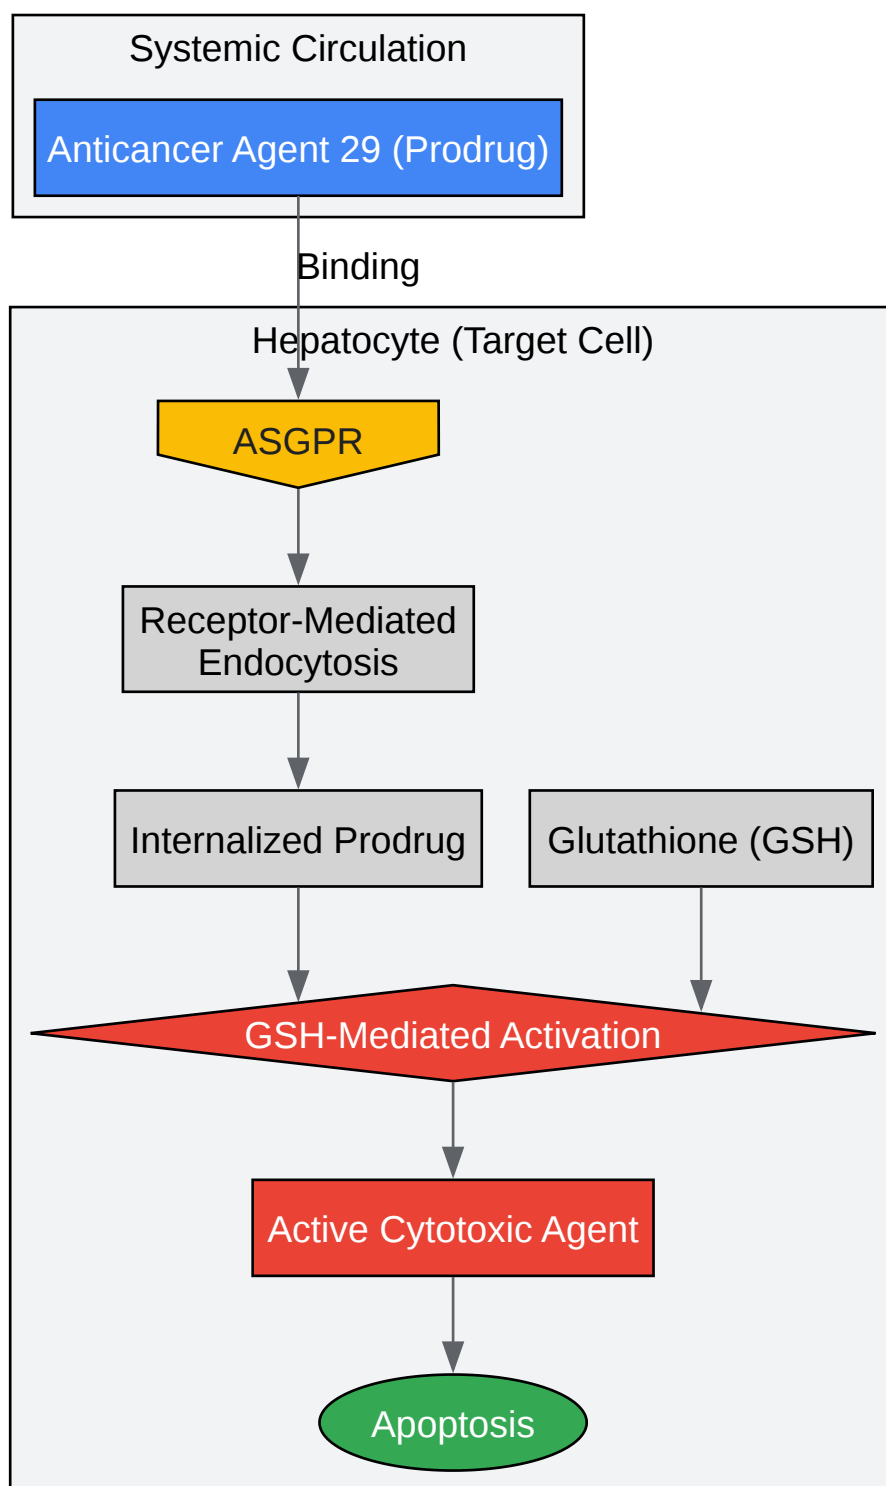 Systemic Circulation
Anticancer Agent 29 (Prodrug)
Binding
Hepatocyte (Target Cell)
ASGPR
Receptor-Mediated
Endocytosis
Internalized Prodrug
Glutathione (GSH)
GSH-Mediated Activation
Active Cytotoxic Agent
Apoptosis